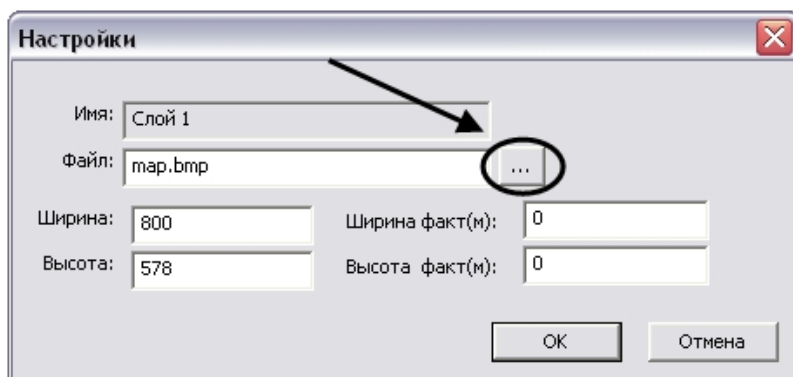 Настройки
Имя: Слой 1
Файл: map.bmp ...
Ширина: 800 Ширина факт(м): 0
Высота: 578 Высота факт(м): 0
OK Отмена